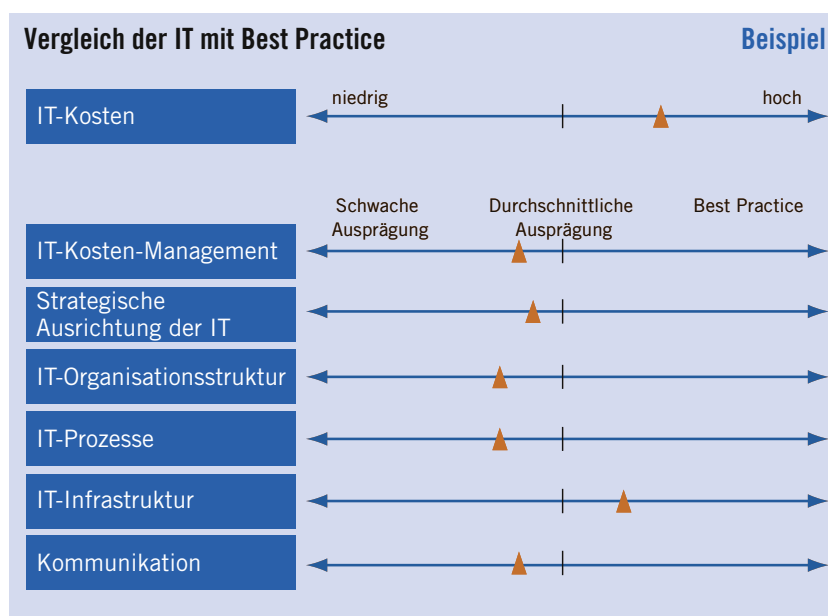 Vergleich der IT mit Best Practice
Beispiel
IT-Kosten
niedrig
hoch
Schwache
Ausprägung
Durchschnittliche
Ausprägung
Best Practice
IT-Kosten-Management
Strategische
Ausrichtung der IT
IT-Organisationsstruktur
IT-Prozesse
IT-Infrastruktur
Kommunikation